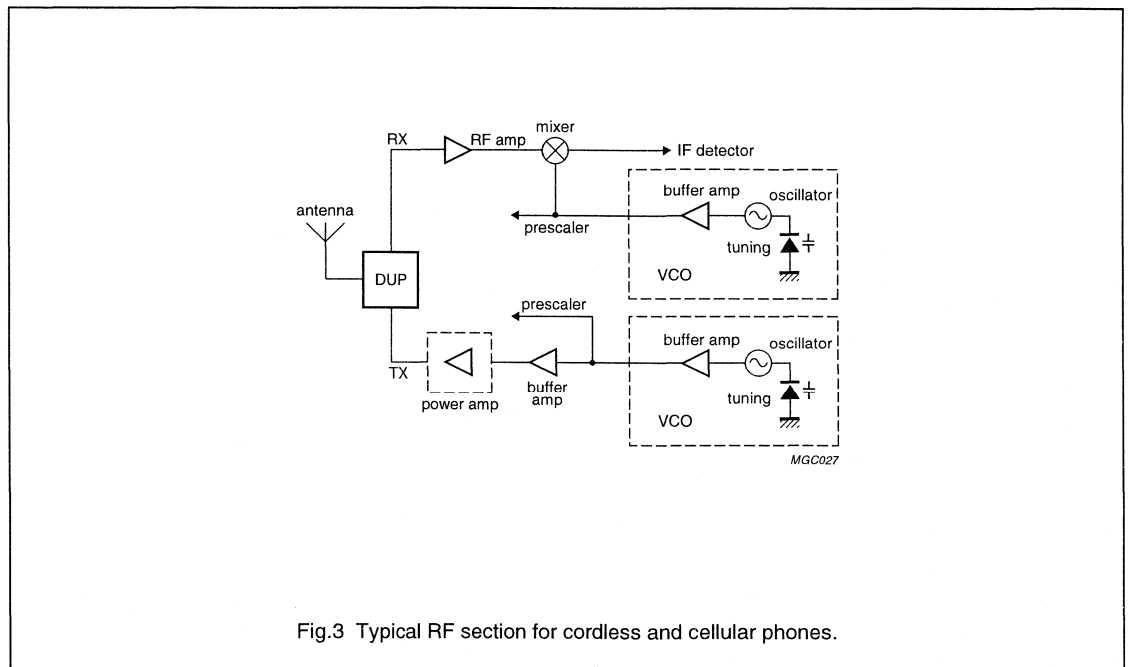 mixer
RX
RF amp
IF detector
buffer amp
oscillator
antenna
prescaler
tuning
VCO
DUP
prescaler
buffer amp
oscillator
TX
buffer
amp
tuning
power amp
VCO
MGC027
Fig.3 Typical RF section for cordless and cellular phones.